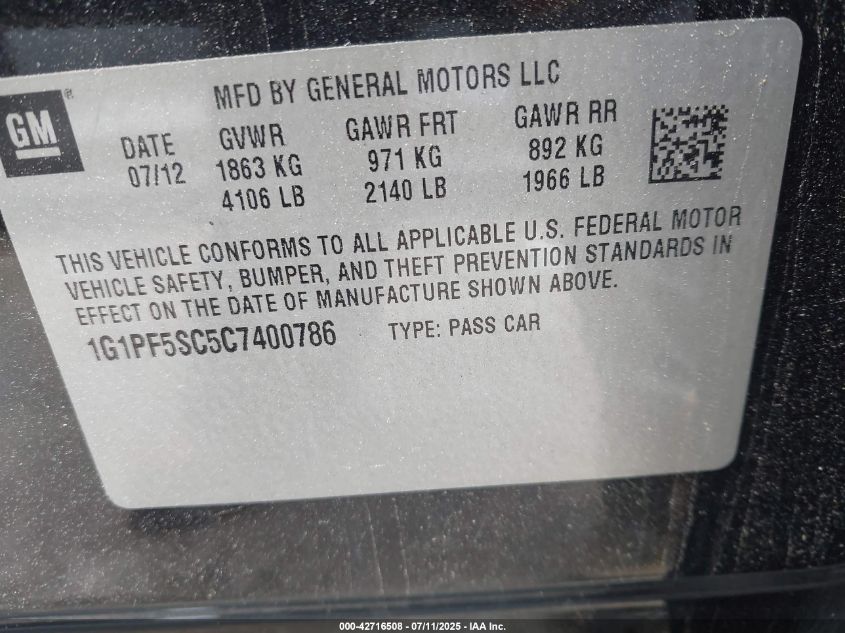 MFD BY GENERAL MOTORS LLC
GM®
DATE GVWR GAWR FRT GAWR RR
07/12 1863 KG 971 KG 892 KG
4106 LB 2140 LB 1966 LB
THIS VEHICLE CONFORMS TO ALL APPLICABLE U.S. FEDERAL MOTOR
VEHICLE SAFETY, BUMPER, AND THEFT PREVENTION STANDARDS IN
EFFECT ON THE DATE OF MANUFACTURE SHOWN ABOVE.
1G1PF5SC5C7400786 TYPE: PASS CAR
000-42716508 - 07/11/2025 - IAA Inc.